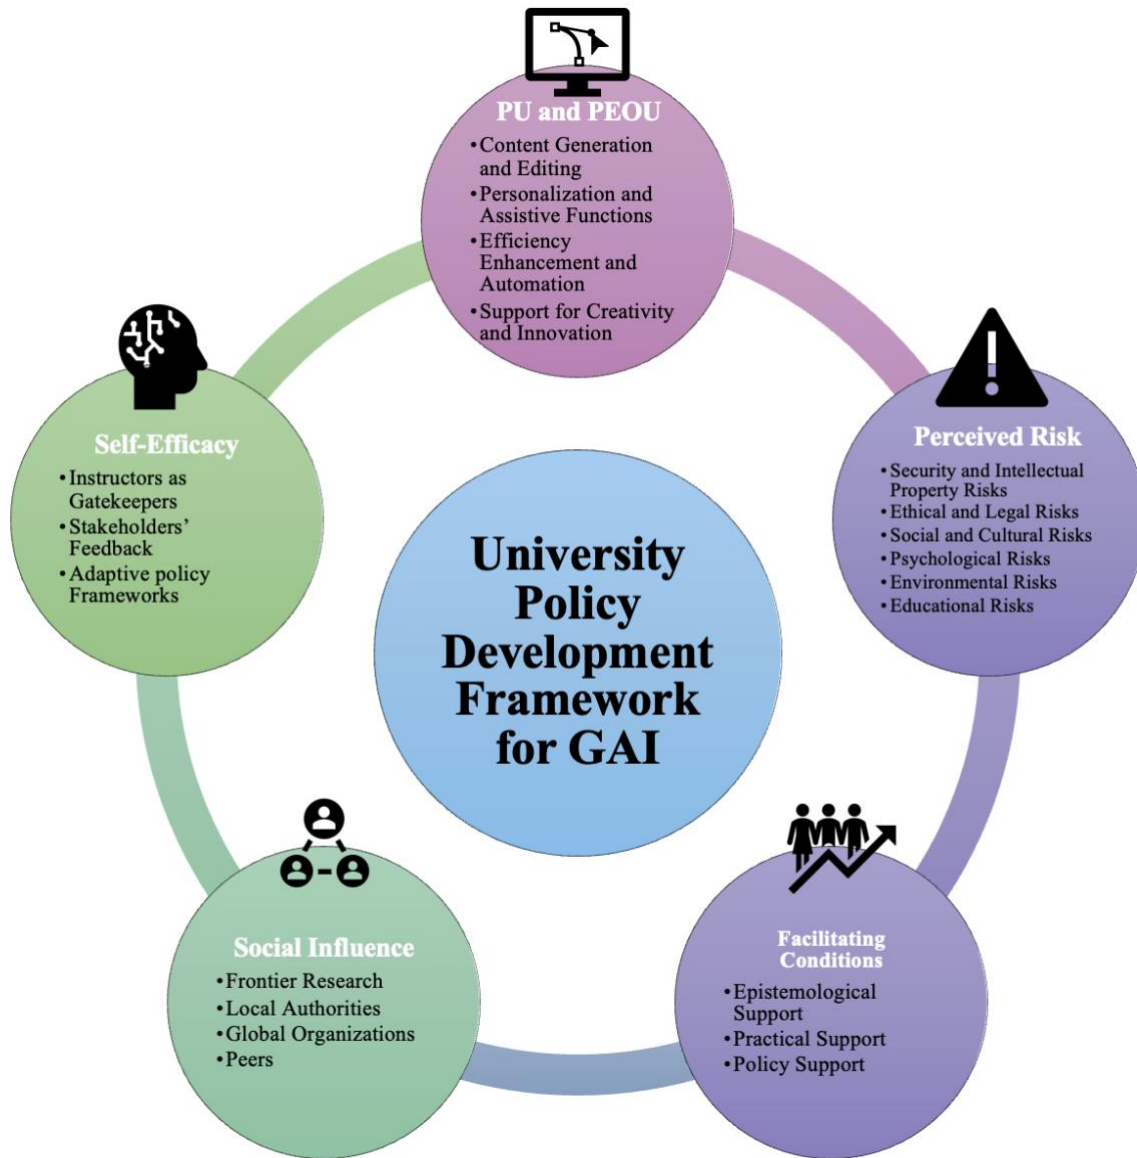 PU and PEOU
•Content Generation
and Editing
•Personalization and
Assistive Functions
•Efficiency
Enhancement and
Automation
•Support for Creativity
and Innovation
Perceived Risk
•Security and Intellectual
Property Risks
•Ethical and Legal Risks
•Social and Cultural Risks
•Psychological Risks
•Environmental Risks
•Educational Risks
Facilitating
Conditions
•Epistemological
Support
•Practical Support
•Policy Support
Social Influence
•Frontier Research
•Local Authorities
•Global Organizations
•Peers
Self-Efficacy
•Instructors as
Gatekeepers
•Stakeholders’
Feedback
•Adaptive policy
Frameworks
University
Policy
Development
Framework
for GAI